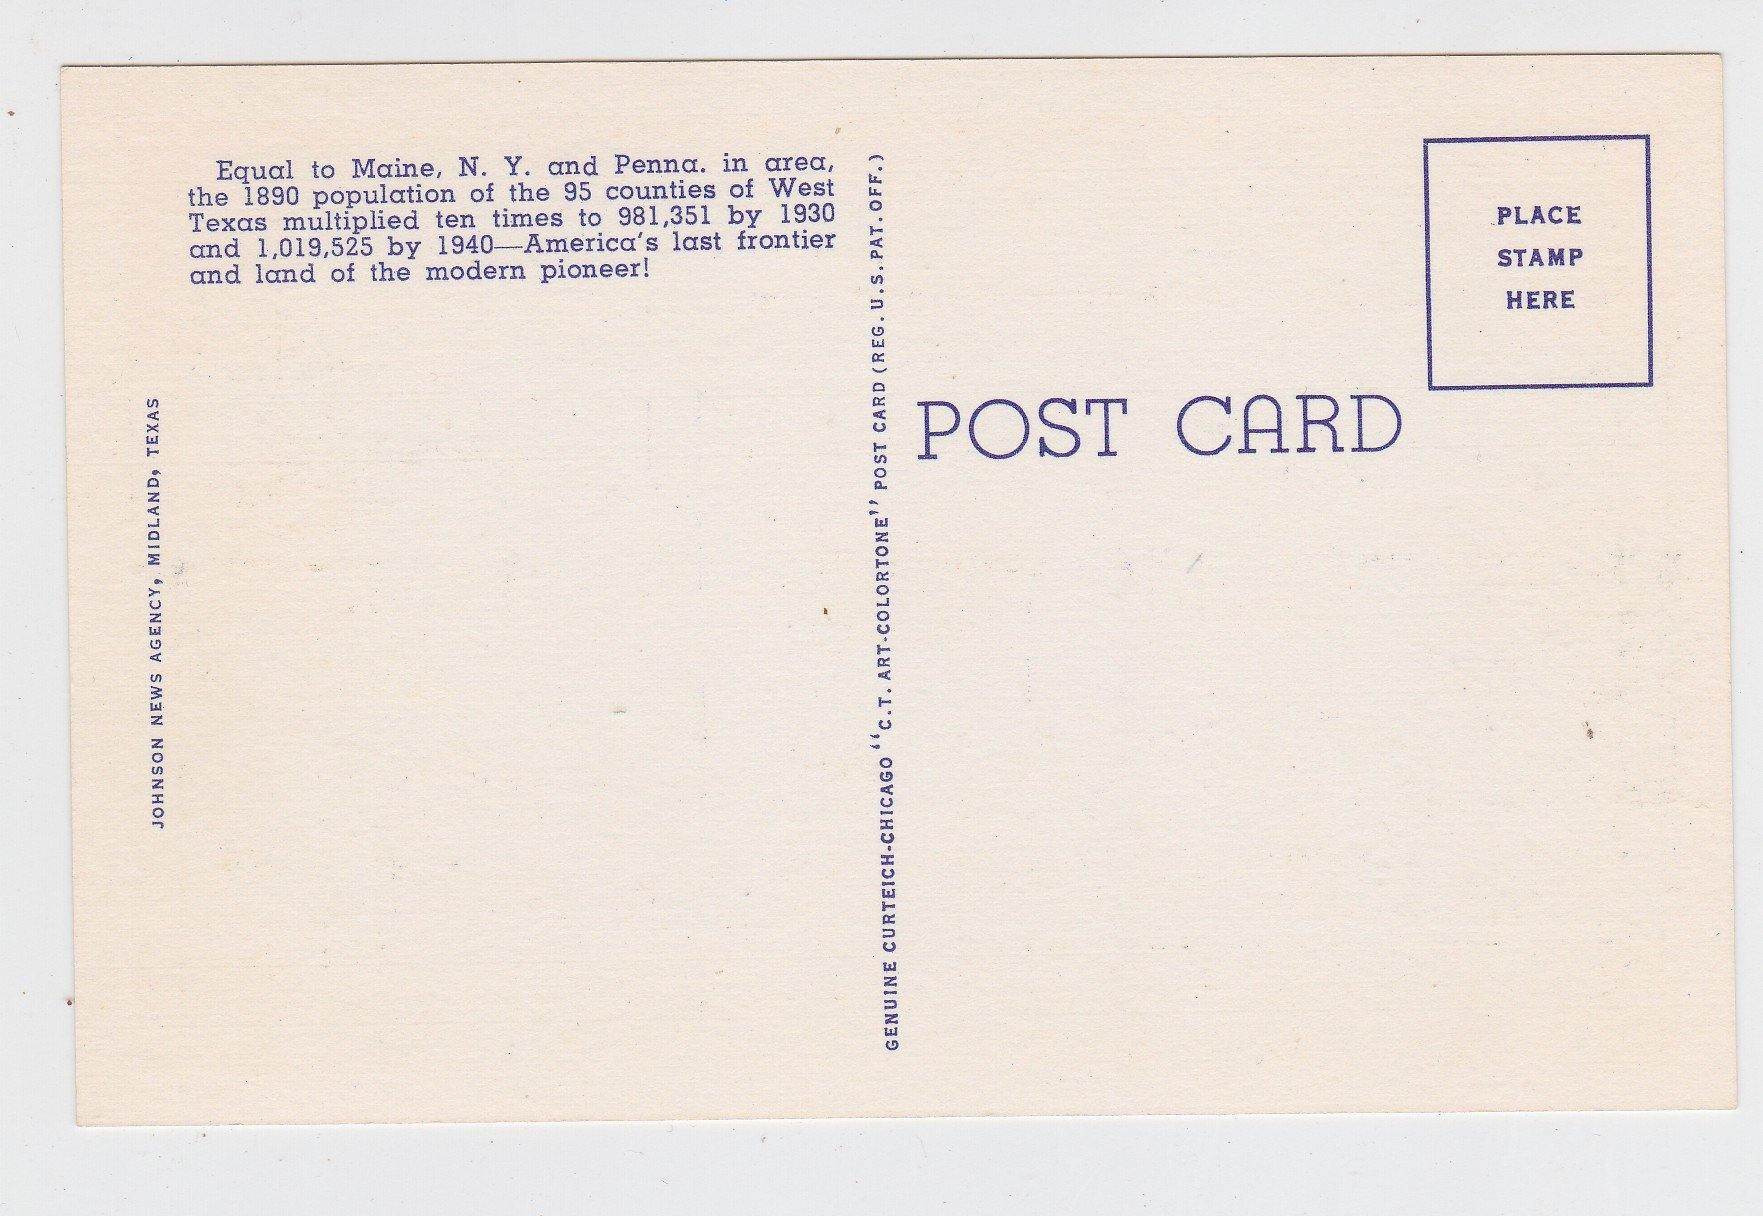 Equal to Maine, N. Y. and Penna. in area,
the 1890 population of the 95 counties of West
Texas multiplied ten times to 981,351 by 1930
and 1,019,525 by 1940—America's last frontier
and land of the modern pioneer!
JOHNSON NEWS AGENCY, MIDLAND, TEXAS
GENUINE CURTEICH-CHICAGO "C.T. ART-COLORTONE" POST CARD (REG. U.S. PAT. OFF.)
POST CARD
PLACE
STAMP
HERE